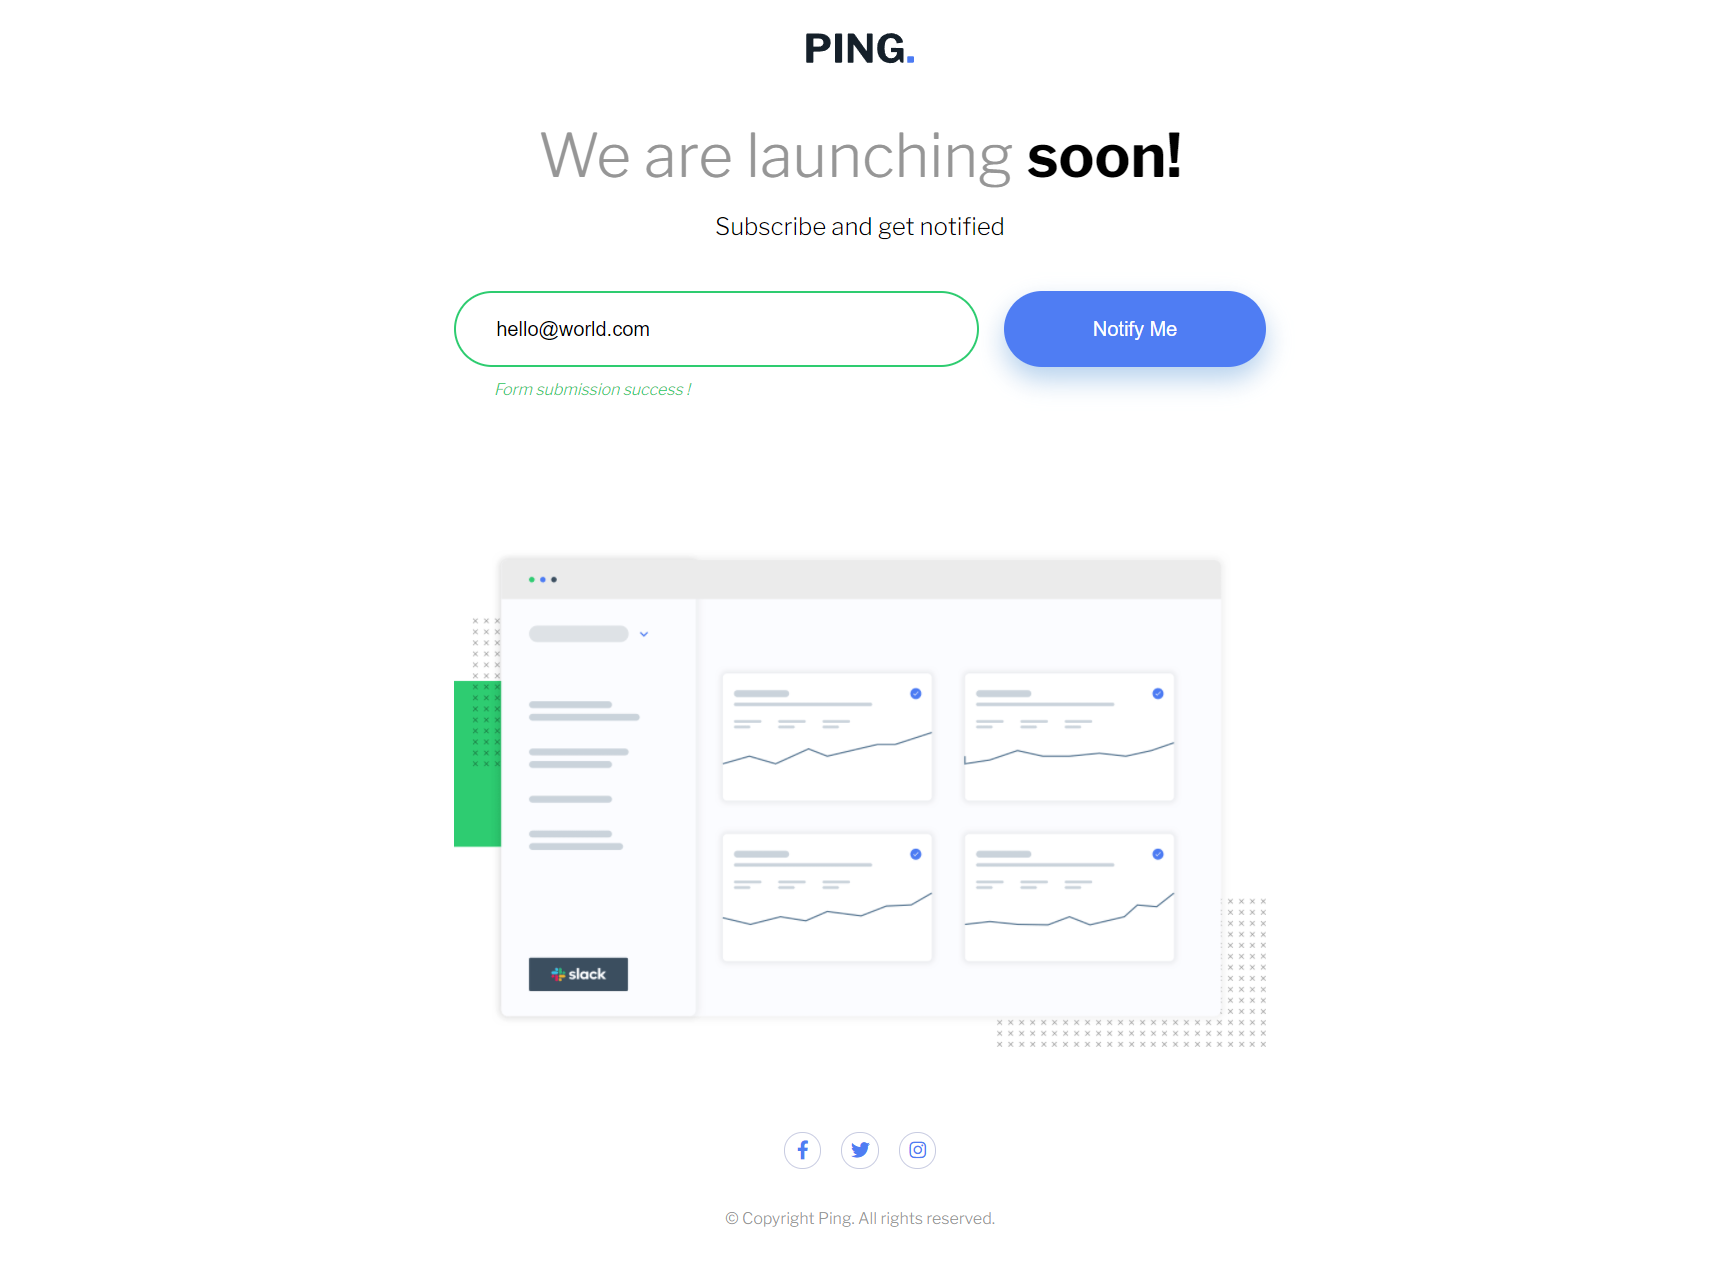 PING.
We are launching soon!
Subscribe and get notified
hello@world.com
Notify Me
Form submission success !
slack
© Copyright Ping. All rights reserved.